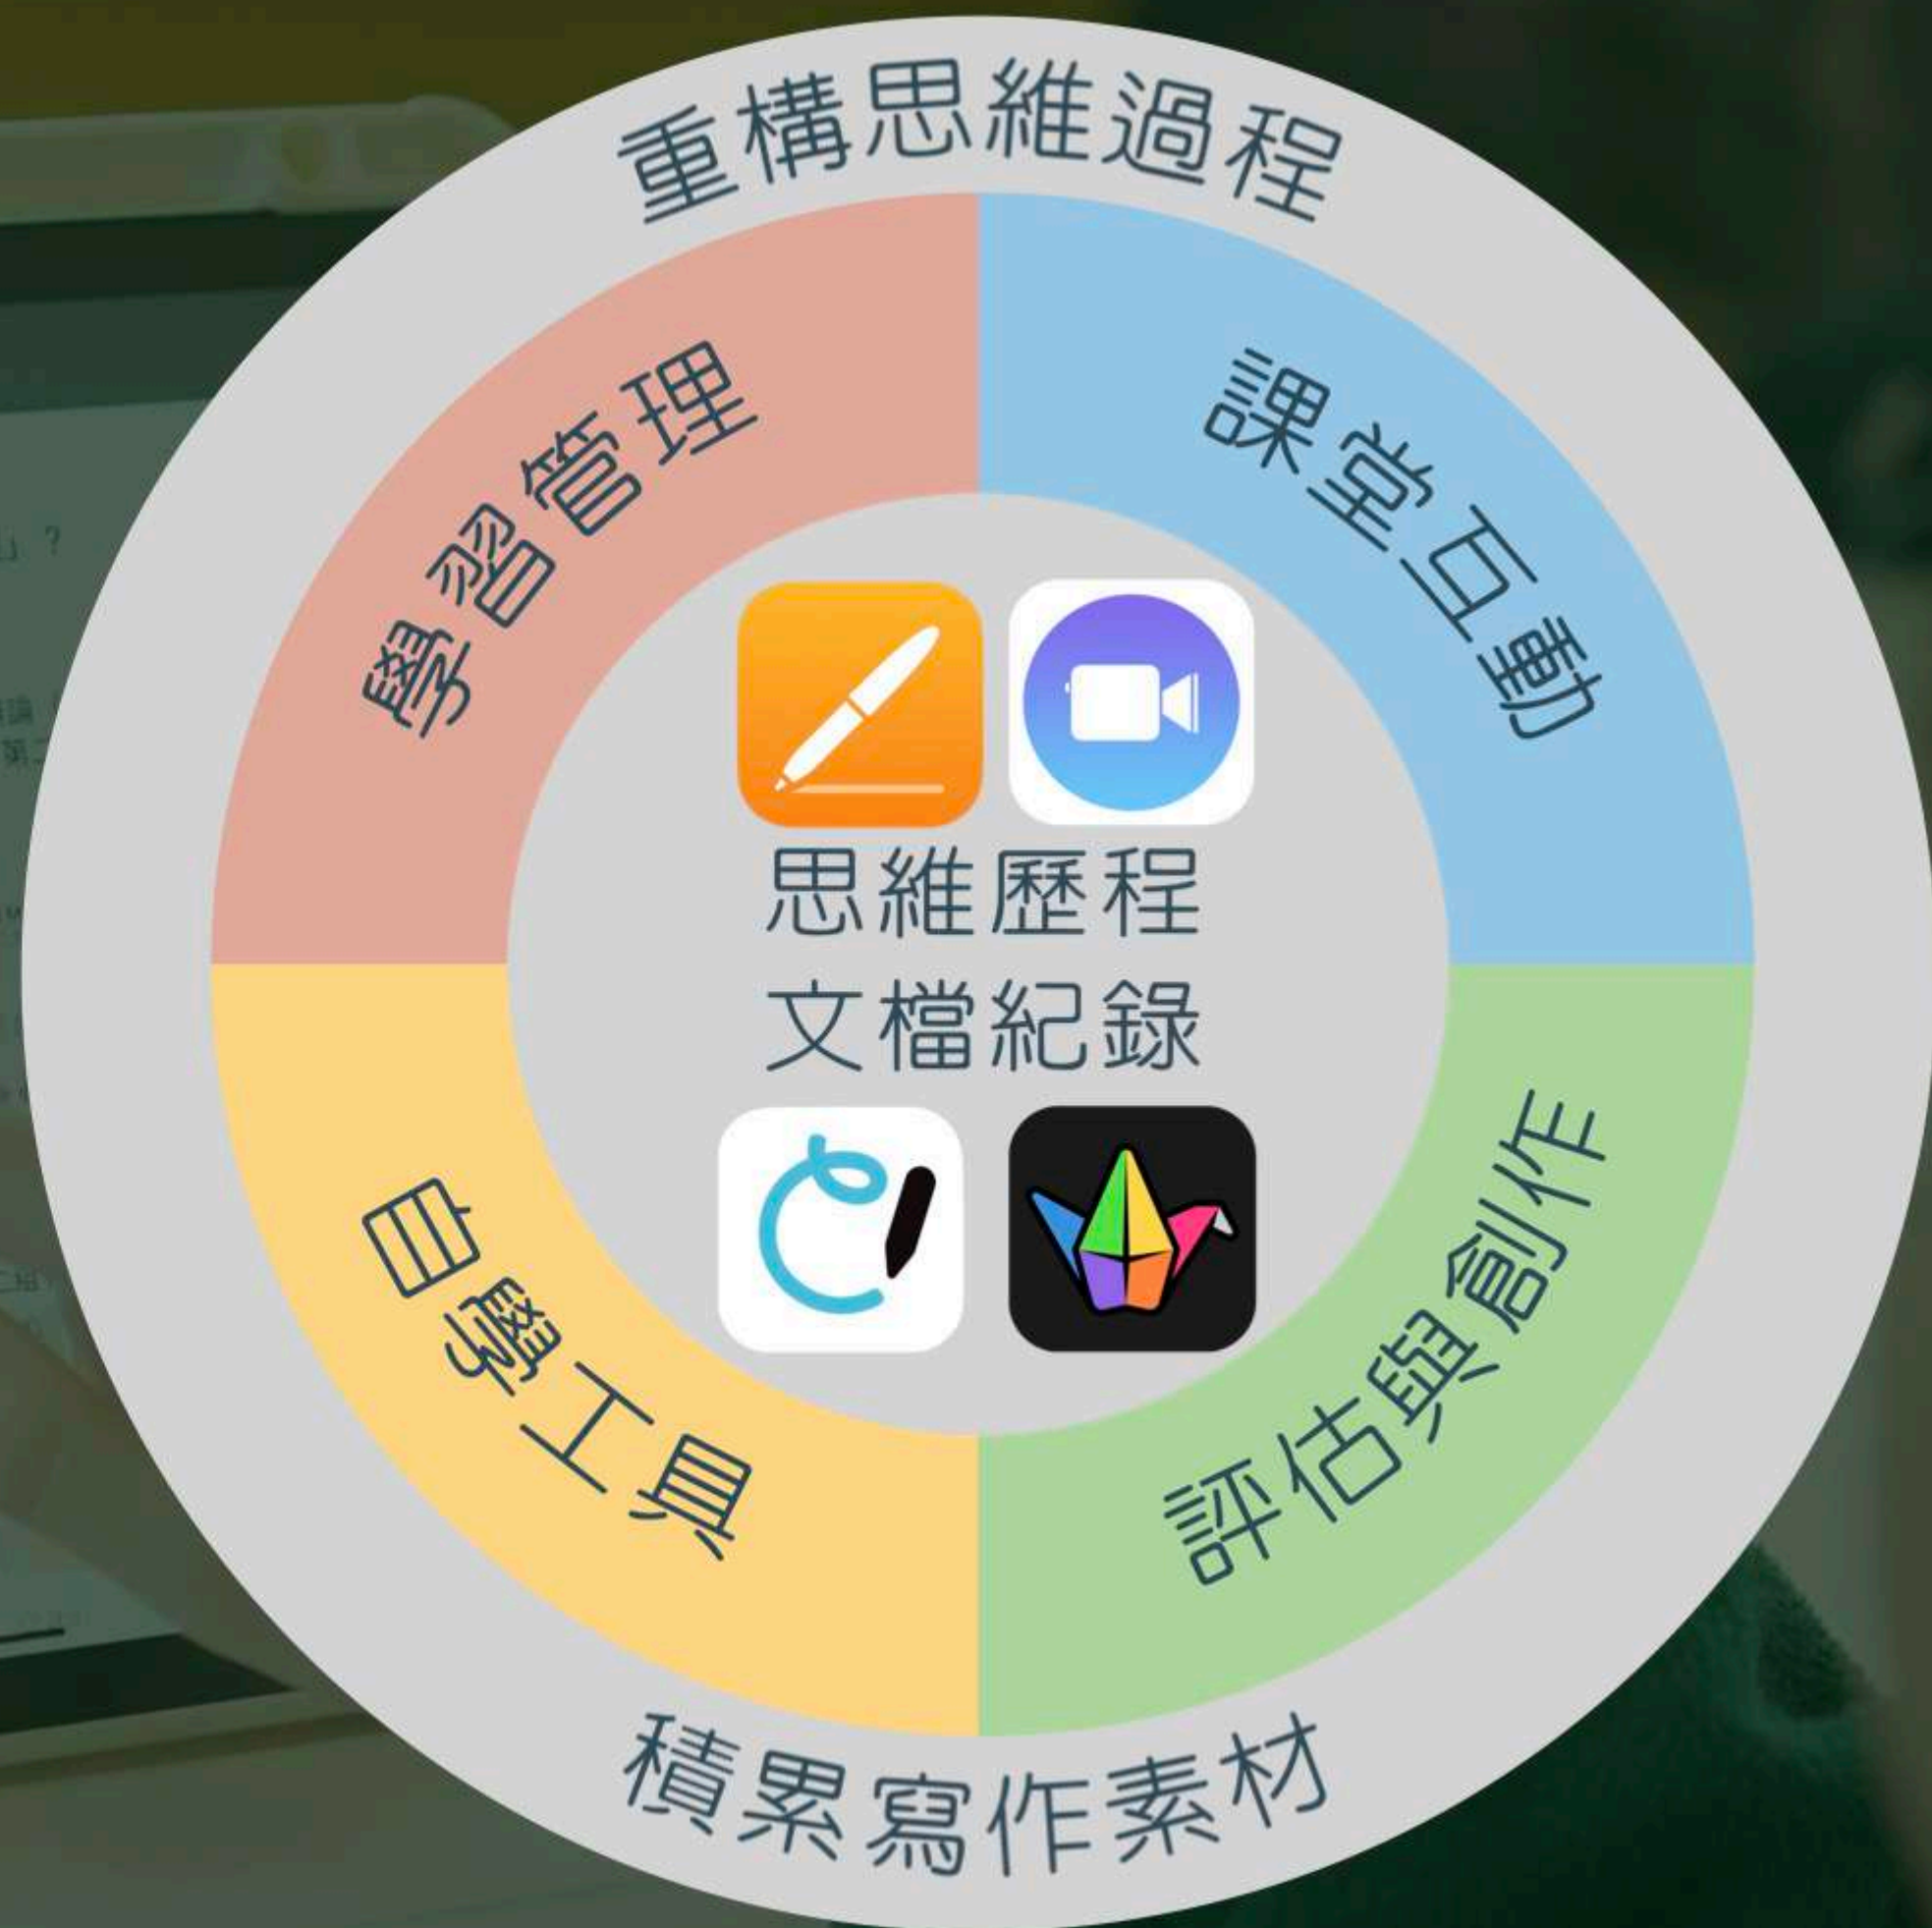 重構思維過程
學習管理
課堂互動
思維歷程
文檔紀錄
自學工具
評估與創作
積累寫作素材